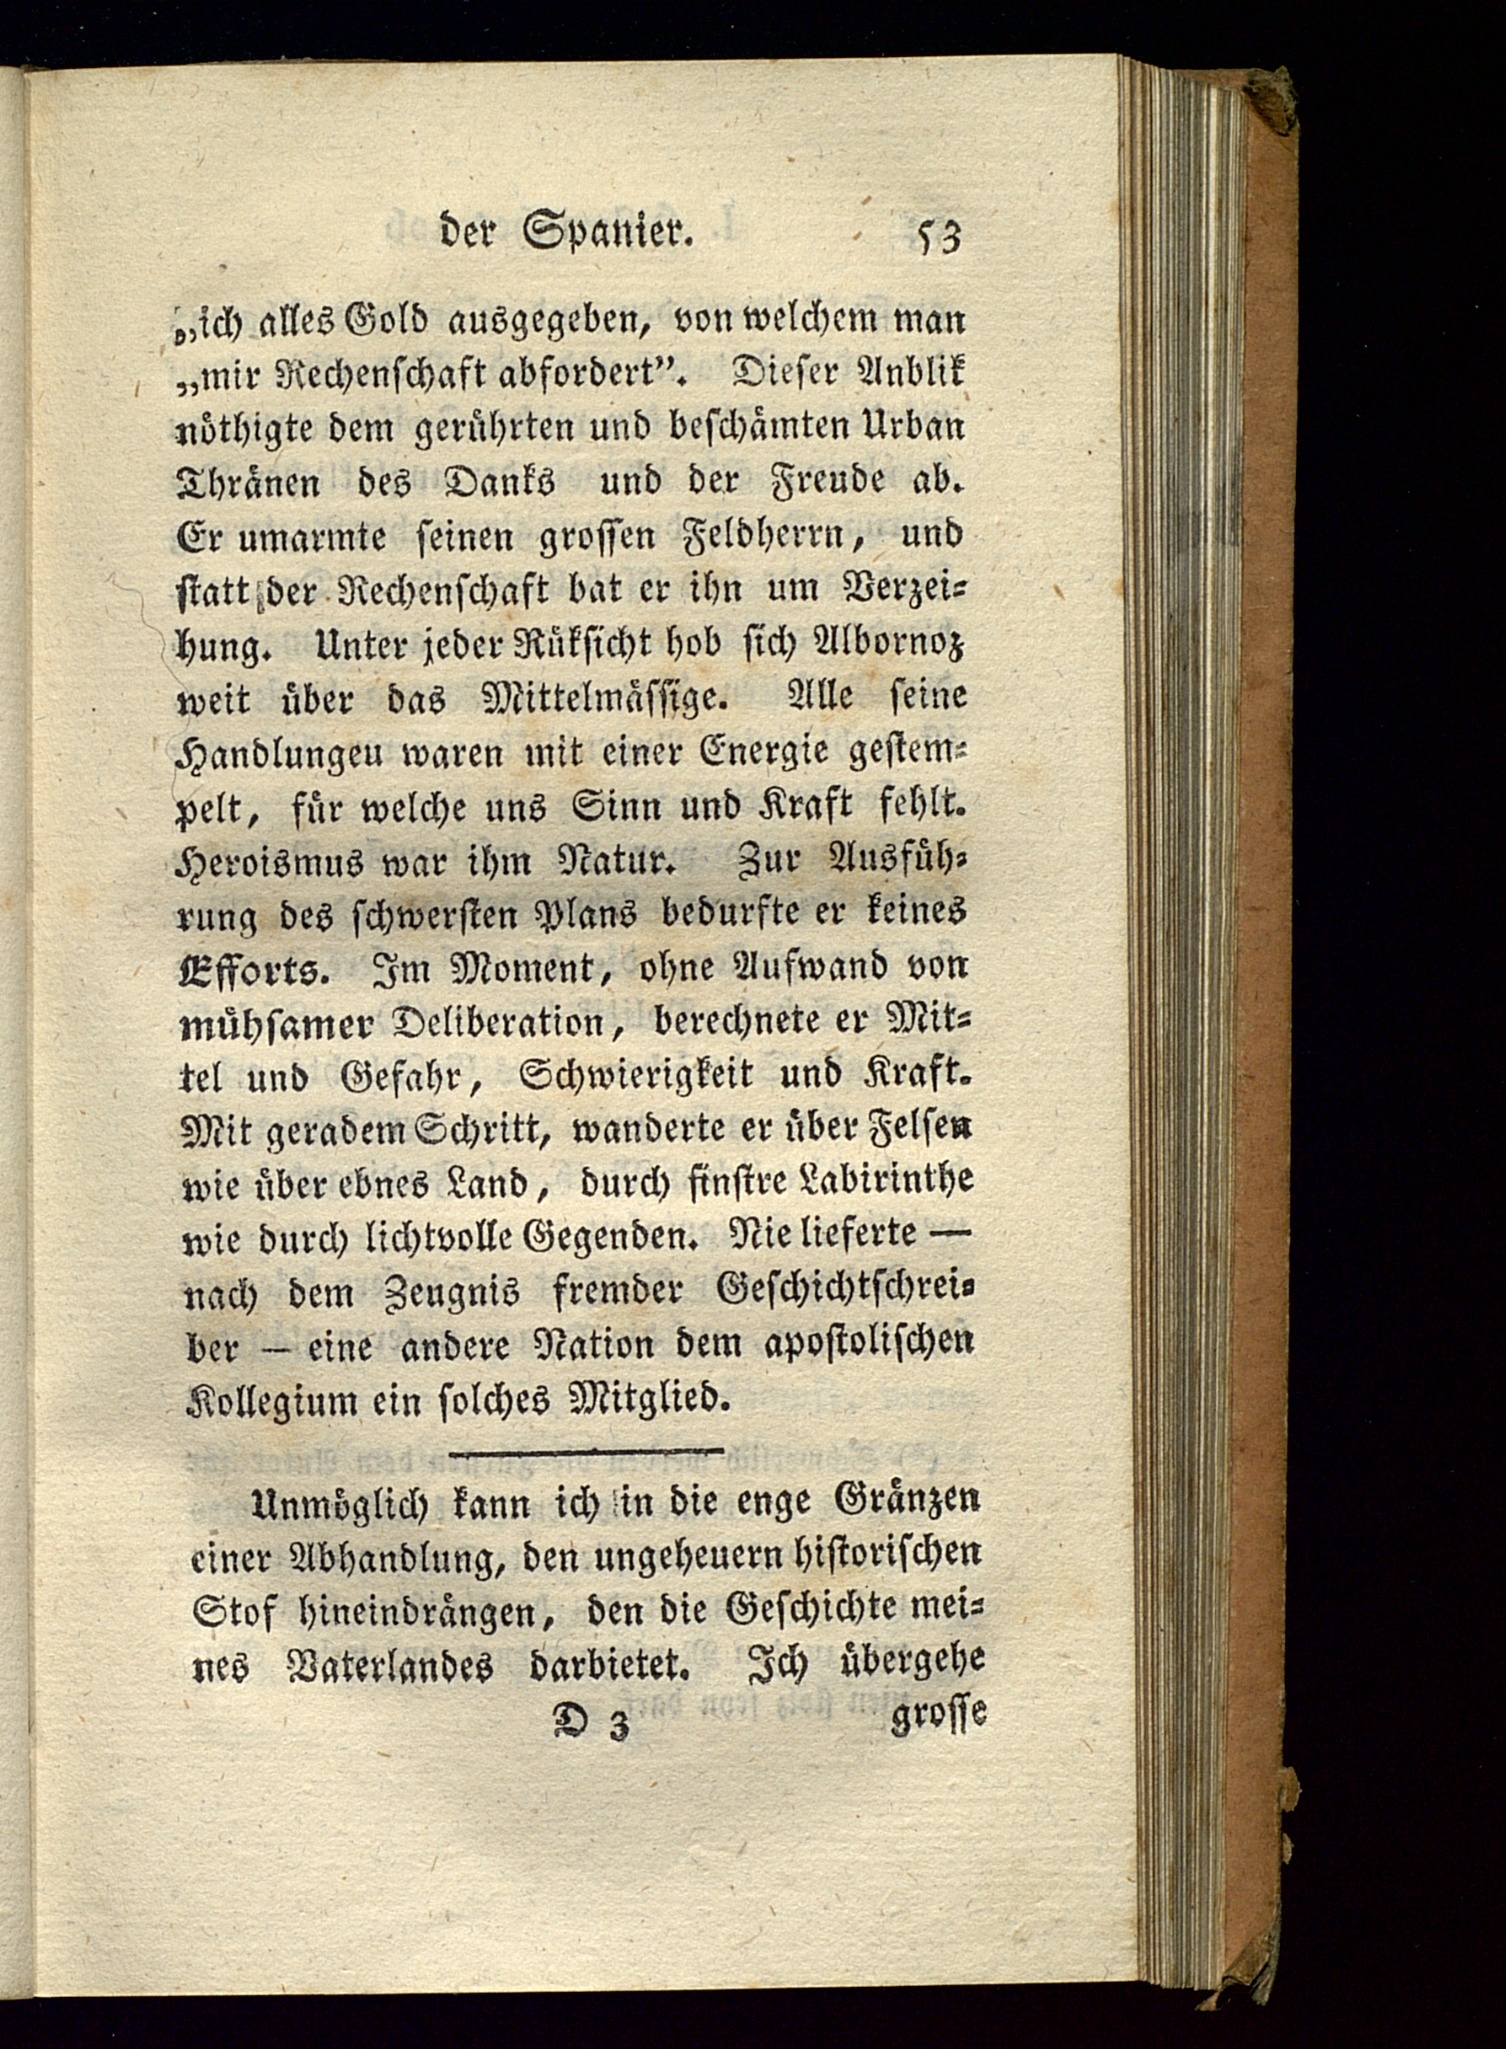 der Spanier. 53
„ich alles Gold ausgegeben, von welchem man
„mir Rechenschaft abfordert”. Dieser Anblik
nöthigte dem gerührten und beschämten Urban
Thränen des Danks und der Freude ab.
Er umarmte seinen grossen Feldherrn, und
statt der Rechenschaft bat er ihn um Verzei-
hung. Unter jeder Rüksicht hob sich Albornoz
weit über das Mittelmässige. Alle seine
Handlungeu waren mit einer Energie gestem-
pelt, für welche uns Sinn und Kraft fehlt.
Heroismus war ihm Natur. Zur Ausfüh-
rung des schwersten Plans bedurfte er keines
Efforts. Im Moment, ohne Aufwand von
mühsamer Deliberation, berechnete er Mit-
tel und Gefahr, Schwierigkeit und Kraft.
Mit geradem Schritt, wanderte er über Felsen
wie über ebnes Land, durch finstre Labirinthe
wie durch lichtvolle Gegenden. Nie lieferte —
nach dem Zeugnis fremder Geschichtschrei-
ber — eine andere Nation dem apostolischen
Kollegium ein solches Mitglied.
Unmöglich kann ich in die enge Gränzen
einer Abhandlung, den ungeheuern historischen
Stof hineindrängen, den die Geschichte mei-
nes Vaterlandes darbietet. Ich übergehe
D 3 grosse